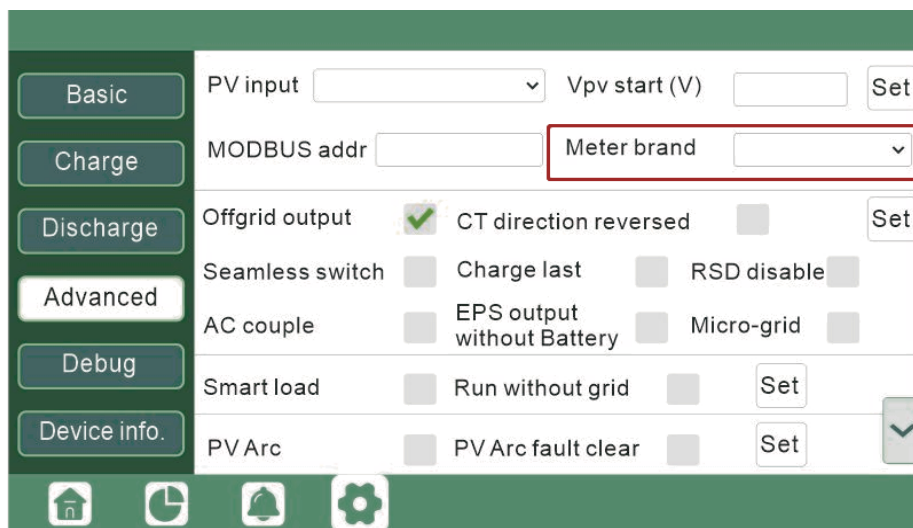 Basic
Charge
Discharge
Advanced
Debug
Device info.
PV input Vpv start (V) Set
MODBUS addr Meter brand
Offgrid output CT direction reversed Set
Seamless switch Charge last RSD disable
AC couple EPS output without Battery Micro-grid
Smart load Run without grid Set
PV Arc PV Arc fault clear Set